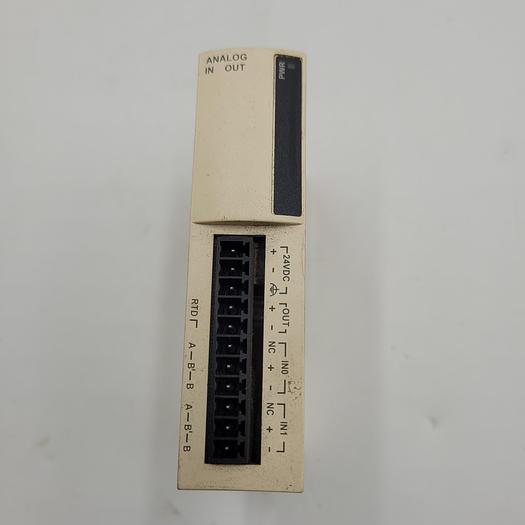 ANALOG
IN OUT
PWR
24VDC
+
-
OUT
+
-
IN0
NC
+
-
IN1
NC
+
-
RTD
A-B'-B
A-B'-B